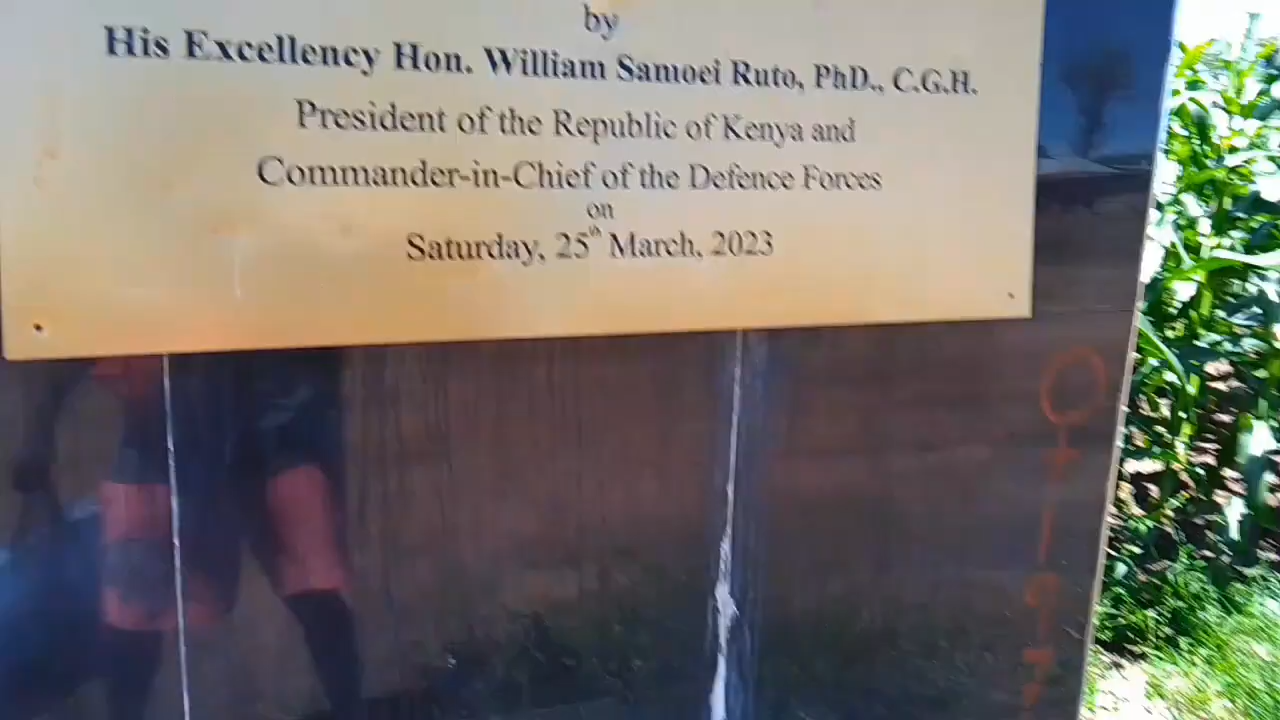 by
His Excellency Hon. William Samoei Ruto, PhD., C.G.H.
President of the Republic of Kenya and
Commander-in-Chief of the Defence Forces
on
Saturday, 25th March, 2023